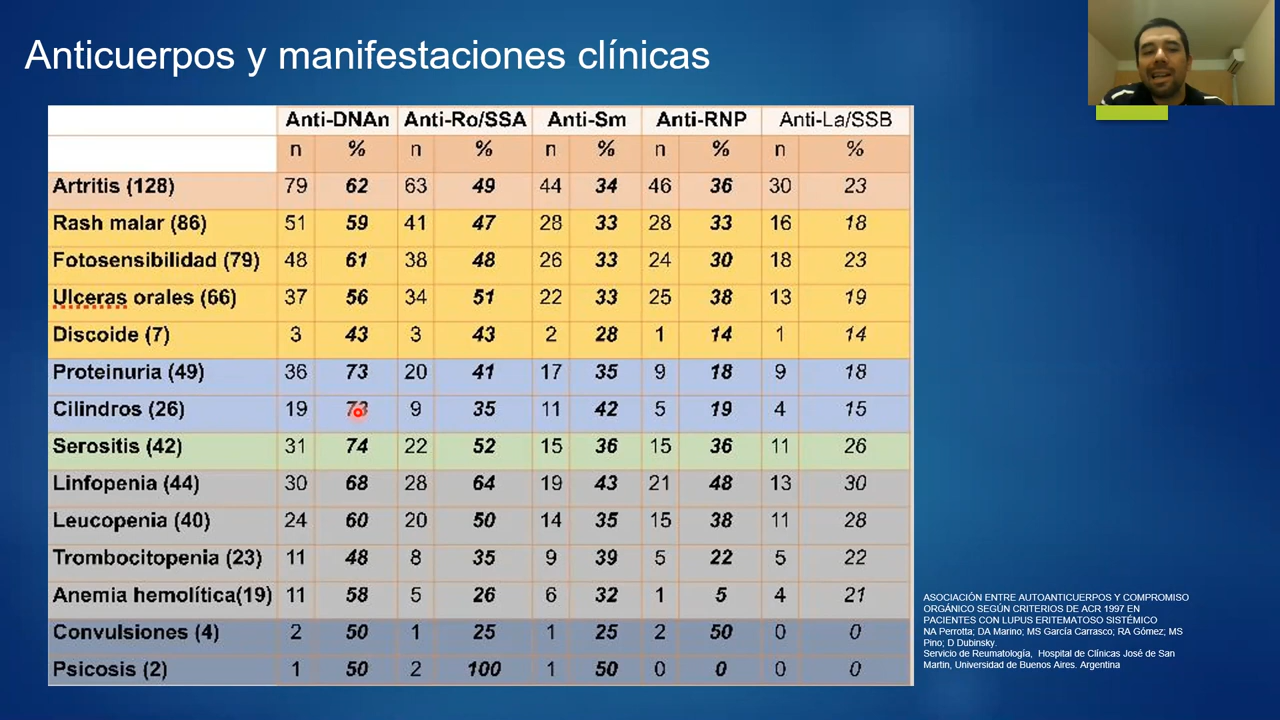 Anticuerpos y manifestaciones clínicas
Anti-DNAn Anti-Ro/SSA Anti-Sm Anti-RNP Anti-La/SSB
n % n % n % n % n %
Artritis (128) 79 62 63 49 44 34 46 36 30 23
Rash malar (86) 51 59 41 47 28 33 28 33 16 18
Fotosensibilidad (79) 48 61 38 48 26 33 24 30 18 23
Ulceras orales (66) 37 56 34 51 22 33 25 38 13 19
Discoide (7) 3 43 3 43 2 28 1 14 1 14
Proteinuria (49) 36 73 20 41 17 35 9 18 9 18
Cilindros (26) 19 73 9 35 11 42 5 19 4 15
Serositis (42) 31 74 22 52 15 36 15 36 11 26
Linfopenia (44) 30 68 28 64 19 43 21 48 13 30
Leucopenia (40) 24 60 20 50 14 35 15 38 11 28
Trombocitopenia (23) 11 48 8 35 9 39 5 22 5 22
Anemia hemolítica(19) 11 58 5 26 6 32 1 5 4 21
Convulsiones (4) 2 50 1 25 1 25 2 50 0 0
Psicosis (2) 1 50 2 100 1 50 0 0 0 0
ASOCIACIÓN ENTRE AUTOANTICUERPOS Y COMPROMISO
ORGÁNICO SEGÚN CRITERIOS DE ACR 1997 EN
PACIENTES CON LUPUS ERITEMATOSO SISTÉMICO
NA Perrotta; DA Marino; MS García Carrasco; RA Gómez; MS
Pino; D Dubinsky.
Servicio de Reumatología, Hospital de Clínicas José de San
Martin, Universidad de Buenos Aires. Argentina